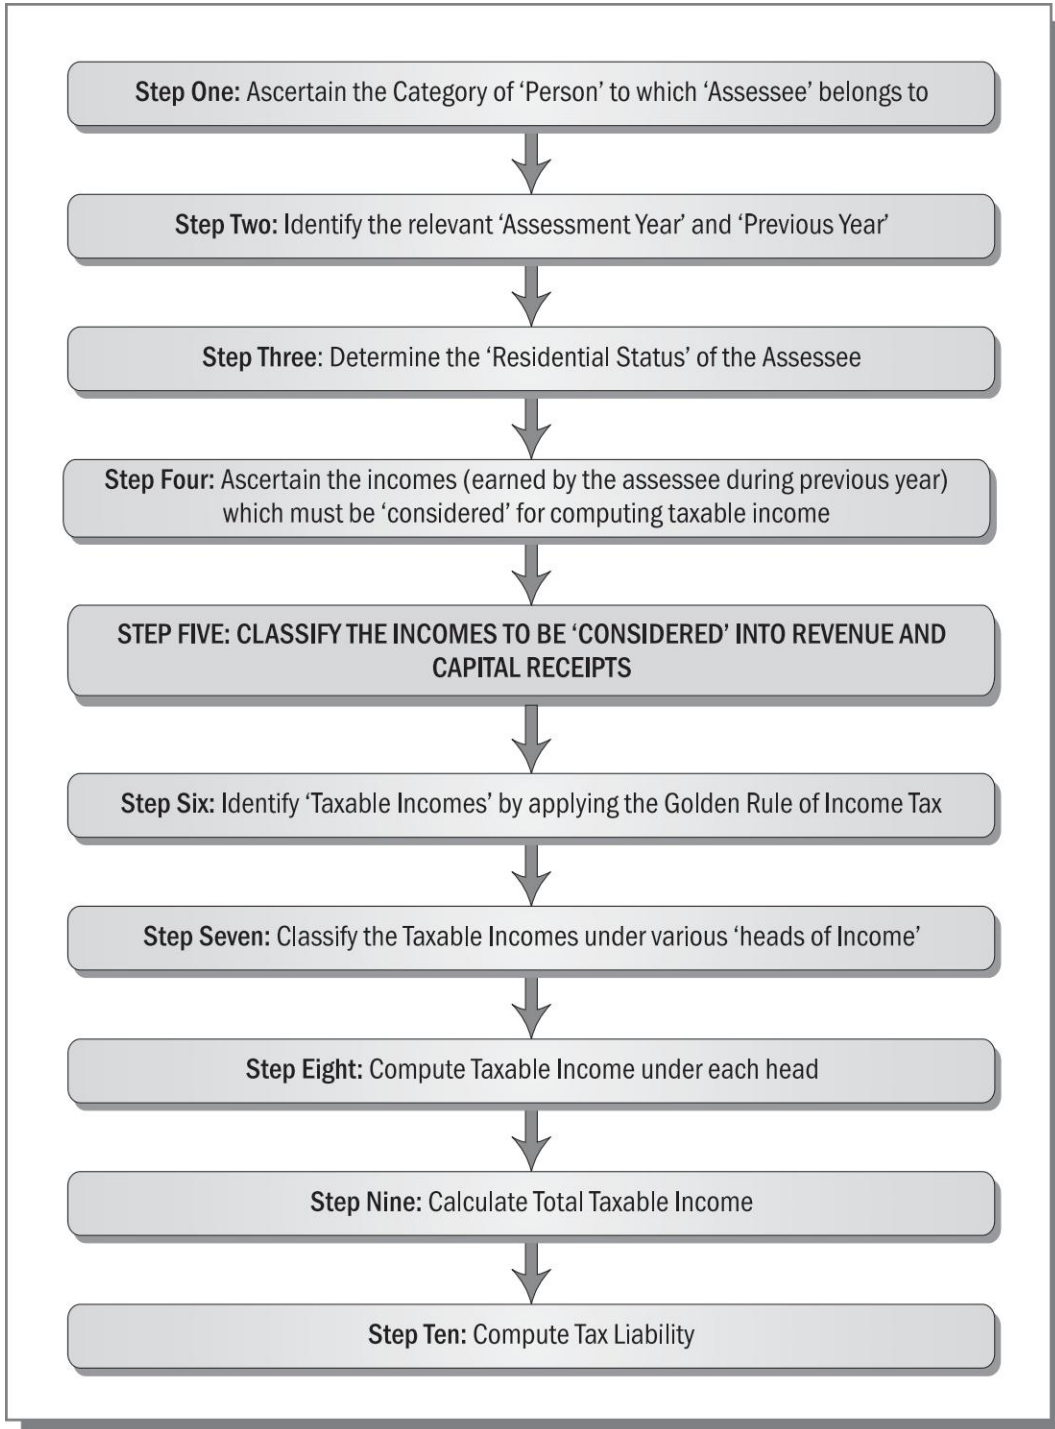 Step One: Ascertain the Category of ‘Person’ to which ‘Assessee’ belongs to
Step Two: Identify the relevant ‘Assessment Year’ and ‘Previous Year’
Step Three: Determine the ‘Residential Status’ of the Assessee
Step Four: Ascertain the incomes (earned by the assessee during previous year)
which must be ‘considered’ for computing taxable income
STEP FIVE: CLASSIFY THE INCOMES TO BE ‘CONSIDERED’ INTO REVENUE AND
CAPITAL RECEIPTS
Step Six: Identify ‘Taxable Incomes’ by applying the Golden Rule of Income Tax
Step Seven: Classify the Taxable Incomes under various ‘heads of Income’
Step Eight: Compute Taxable Income under each head
Step Nine: Calculate Total Taxable Income
Step Ten: Compute Tax Liability